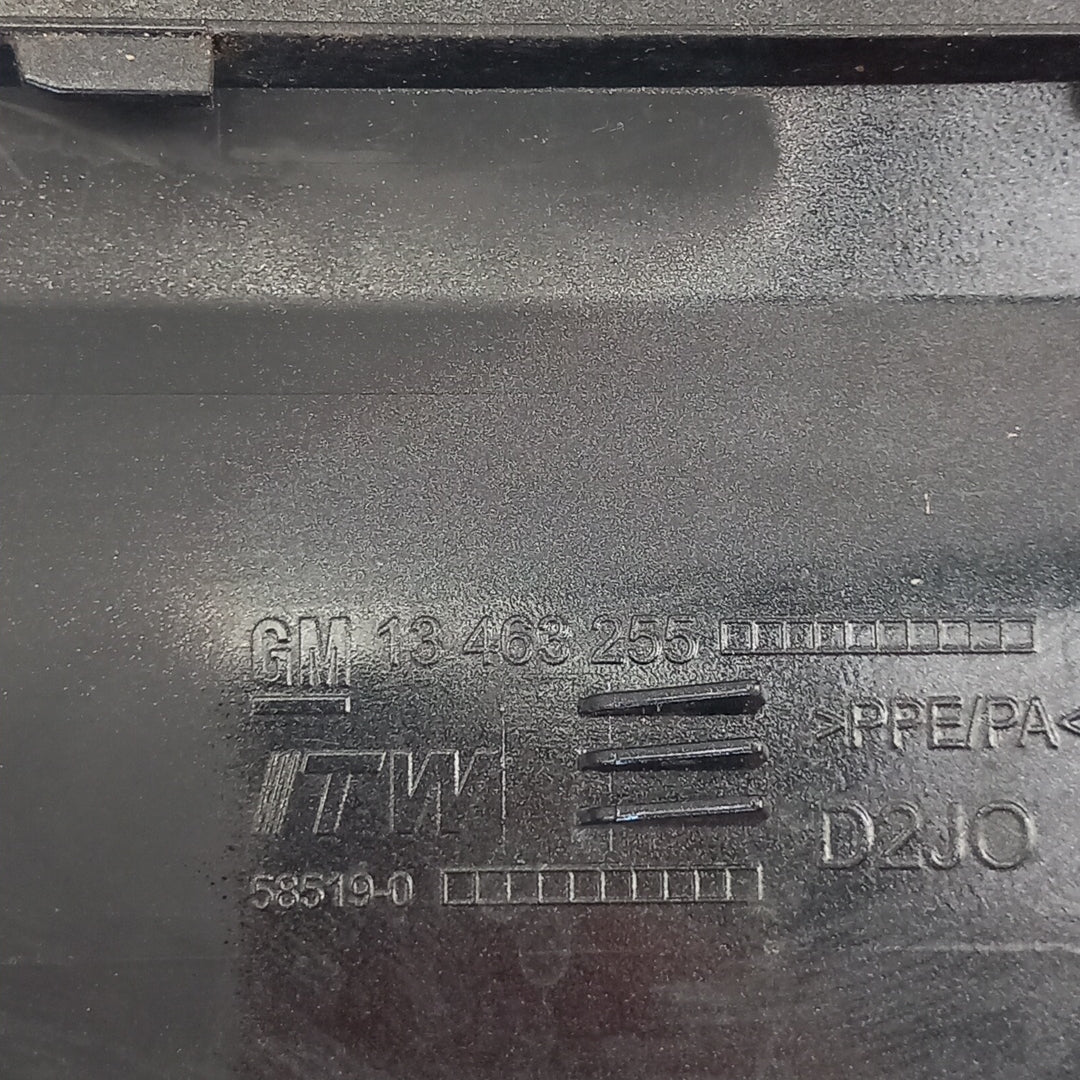 GM 13 463 255
>PPE/PA<
ITW
D2JO
58519-0